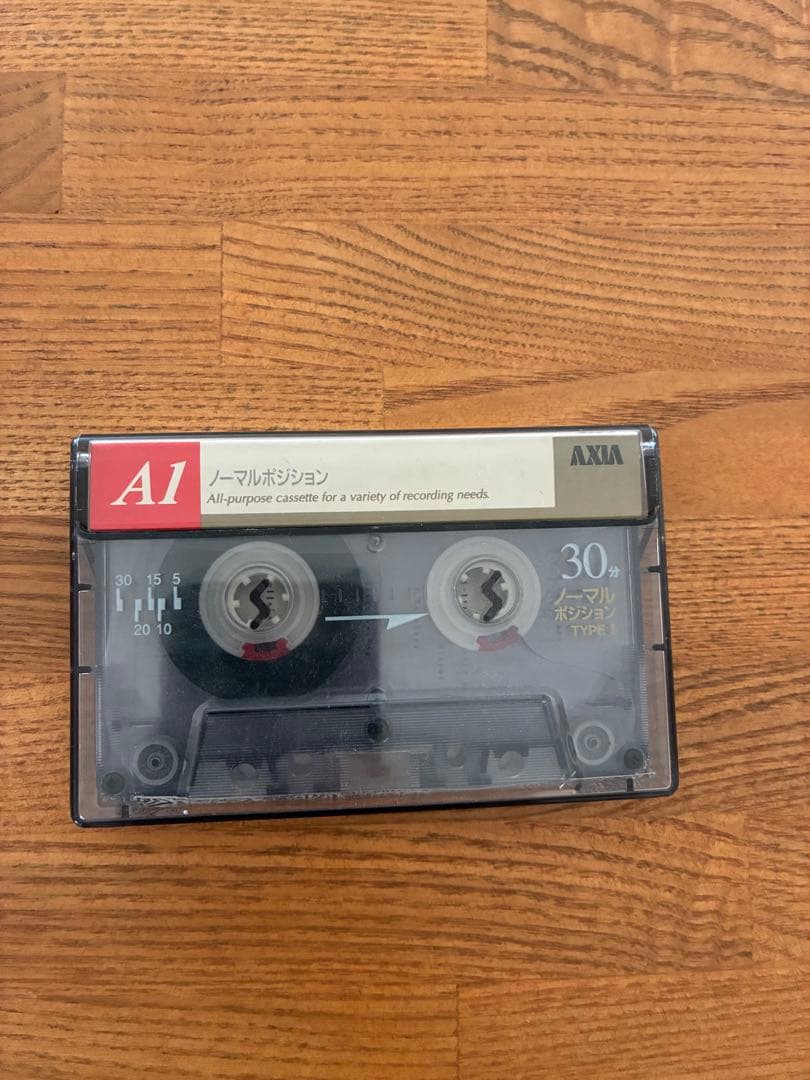 A1
ノーマルポジション
All-purpose cassette for a variety of recording needs.
AXIA
30 15 5
20 10
30分
ノーマル
ポジション
TYPE I